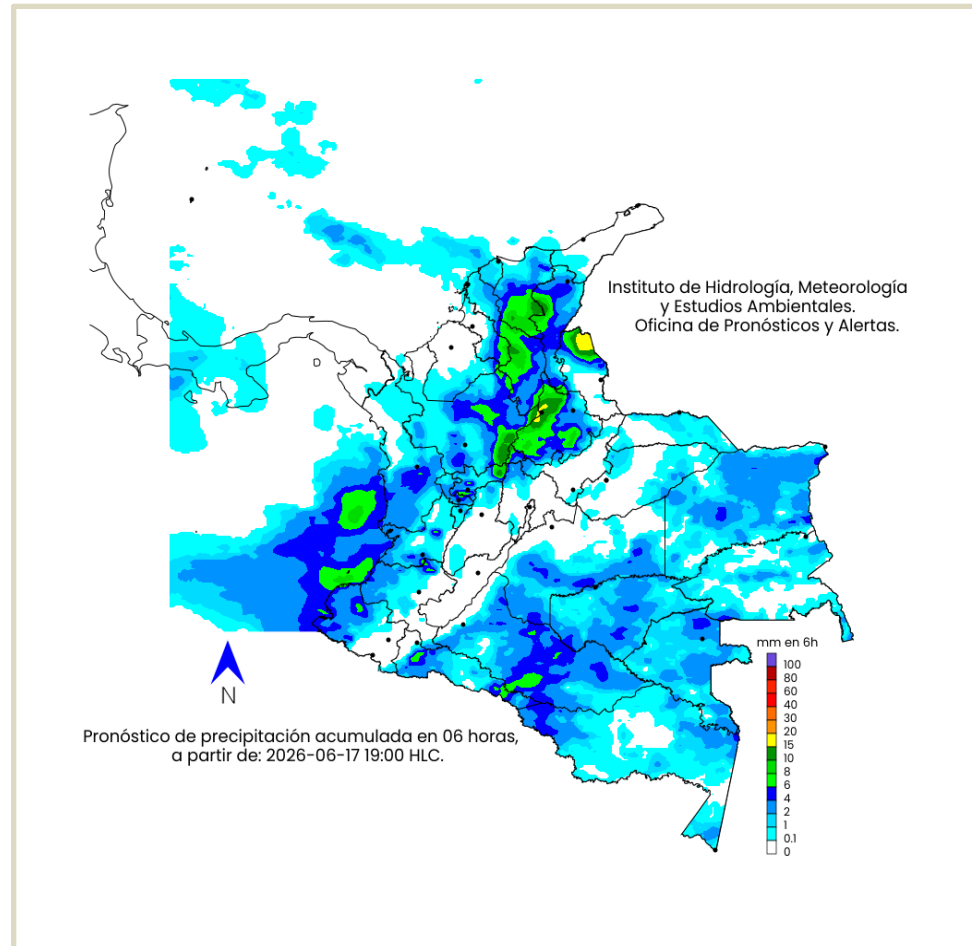 Instituto de Hidrología, Meteorología
y Estudios Ambientales.
Oficina de Pronósticos y Alertas.
mm en 6h
100
80
60
40
30
20
15
10
8
6
4
2
1
0.1
0
N
Pronóstico de precipitación acumulada en 06 horas,
a partir de: 2026-06-17 19:00 HLC.